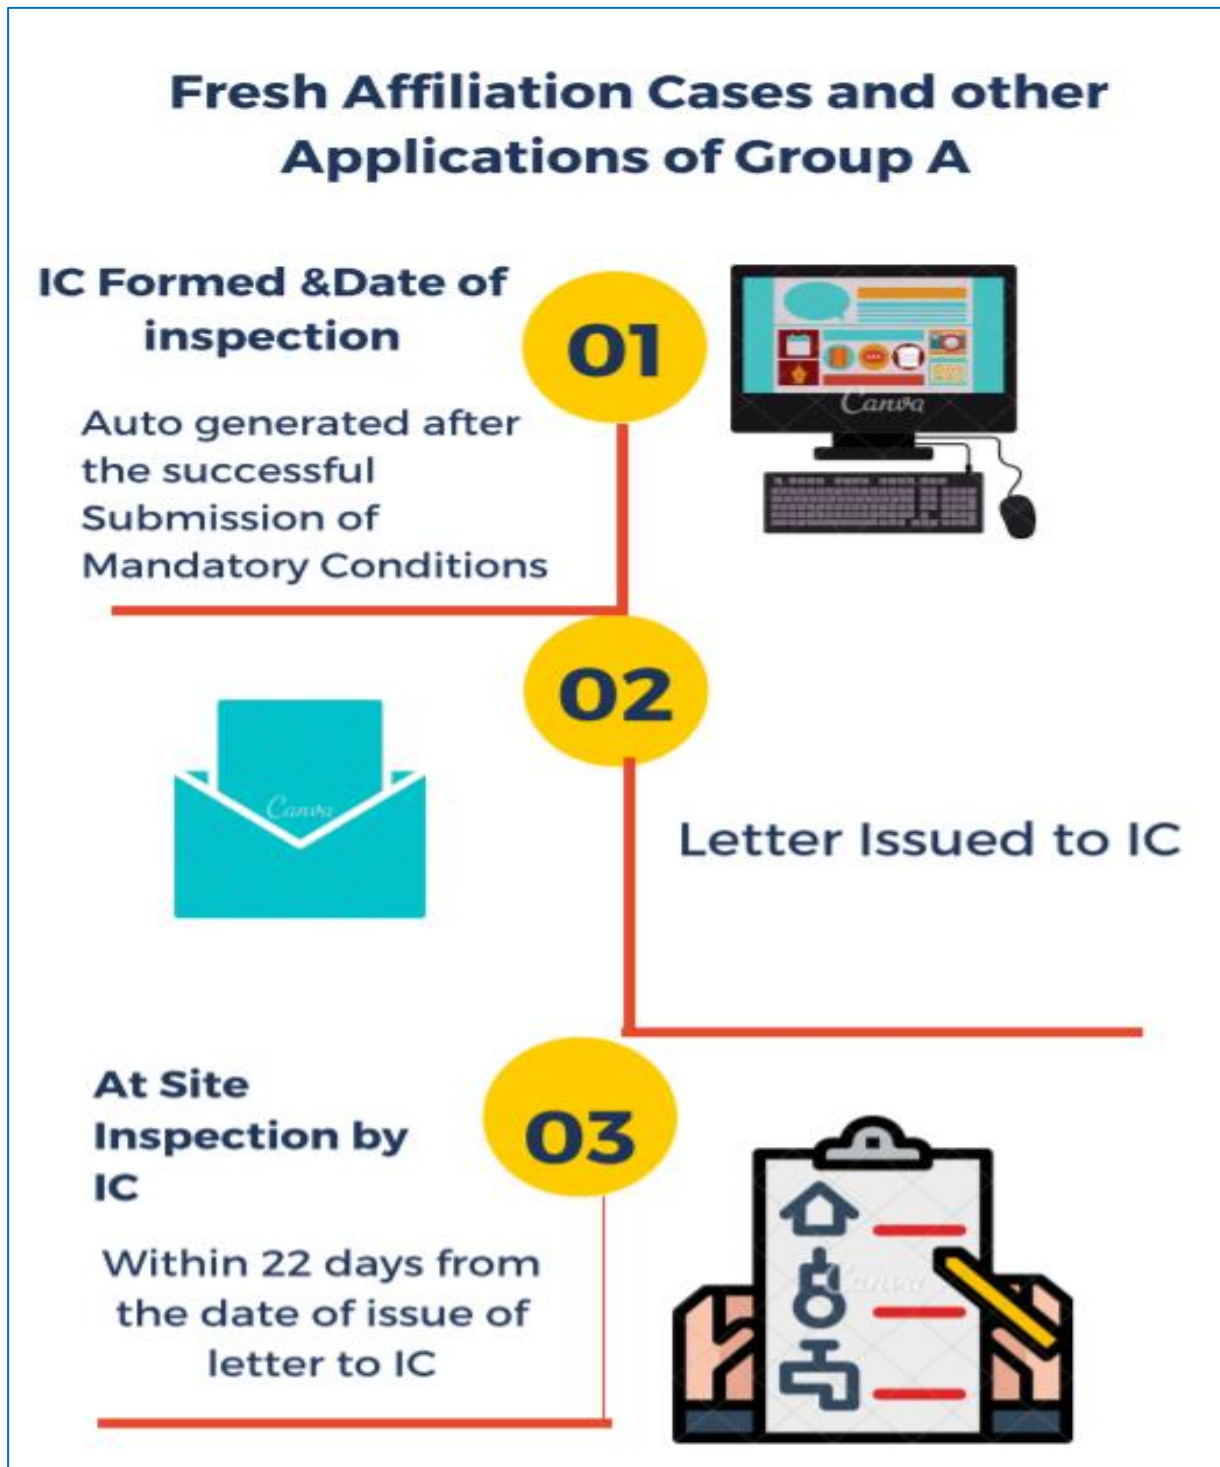 Fresh Affiliation Cases and other
Applications of Group A
IC Formed &Date of
inspection
01
Auto generated after
the successful
Submission of
Mandatory Conditions
Canva
02
Canva
Letter Issued to IC
At Site
Inspection by
IC
03
Within 22 days from
the date of issue of
letter to IC
Canva